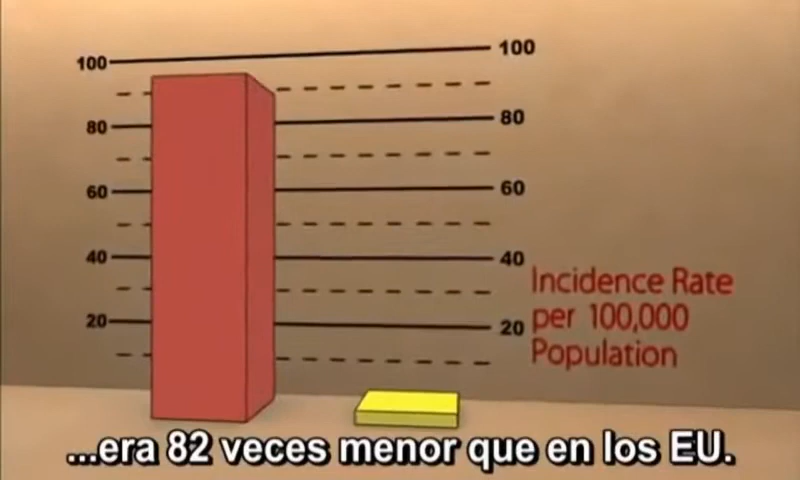 100 100
80 80
60 60
40 40
20 20
Incidence Rate
per 100,000
Population
...era 82 veces menor que en los EU.